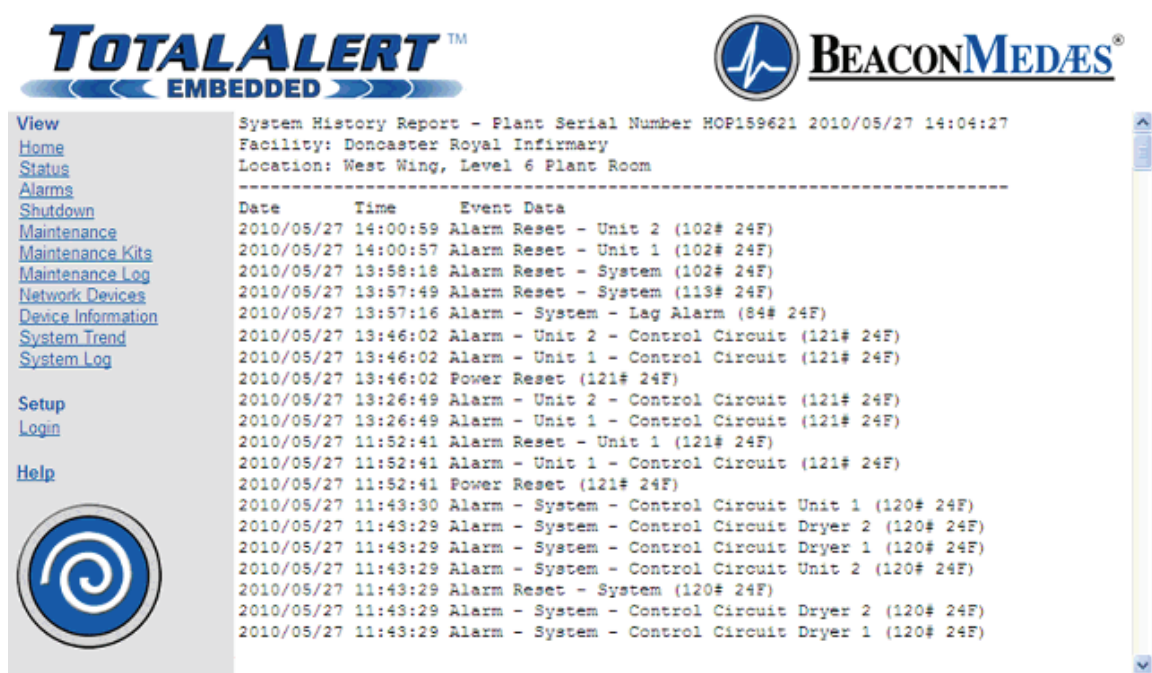 TOTALALERT™
EMBEDDED
BEACONMEDÆS®
View
Home
Status
Alarms
Shutdown
Maintenance
Maintenance Kits
Maintenance Log
Network Devices
Device Information
System Trend
System Log
Setup
Login
Help
System History Report - Plant Serial Number HOP159621 2010/05/27 14:04:27
Facility: Doncaster Royal Infirmary
Location: West Wing, Level 6 Plant Room
-------------------------------------------------------------------------
Date Time Event Data
2010/05/27 14:00:59 Alarm Reset - Unit 2 (102# 24F)
2010/05/27 14:00:57 Alarm Reset - Unit 1 (102# 24F)
2010/05/27 13:58:18 Alarm Reset - System (102# 24F)
2010/05/27 13:57:49 Alarm Reset - System (113# 24F)
2010/05/27 13:57:16 Alarm - System - Lag Alarm (84# 24F)
2010/05/27 13:46:02 Alarm - Unit 2 - Control Circuit (121# 24F)
2010/05/27 13:46:02 Alarm - Unit 1 - Control Circuit (121# 24F)
2010/05/27 13:46:02 Power Reset (121# 24F)
2010/05/27 13:26:49 Alarm - Unit 2 - Control Circuit (121# 24F)
2010/05/27 13:26:49 Alarm - Unit 1 - Control Circuit (121# 24F)
2010/05/27 11:52:41 Alarm Reset - Unit 1 (121# 24F)
2010/05/27 11:52:41 Alarm - Unit 1 - Control Circuit (121# 24F)
2010/05/27 11:52:41 Power Reset (121# 24F)
2010/05/27 11:43:30 Alarm - System - Control Circuit Unit 1 (120# 24F)
2010/05/27 11:43:29 Alarm - System - Control Circuit Dryer 2 (120# 24F)
2010/05/27 11:43:29 Alarm - System - Control Circuit Dryer 1 (120# 24F)
2010/05/27 11:43:29 Alarm - System - Control Circuit Unit 2 (120# 24F)
2010/05/27 11:43:29 Alarm Reset - System (120# 24F)
2010/05/27 11:43:29 Alarm - System - Control Circuit Dryer 2 (120# 24F)
2010/05/27 11:43:29 Alarm - System - Control Circuit Dryer 1 (120# 24F)